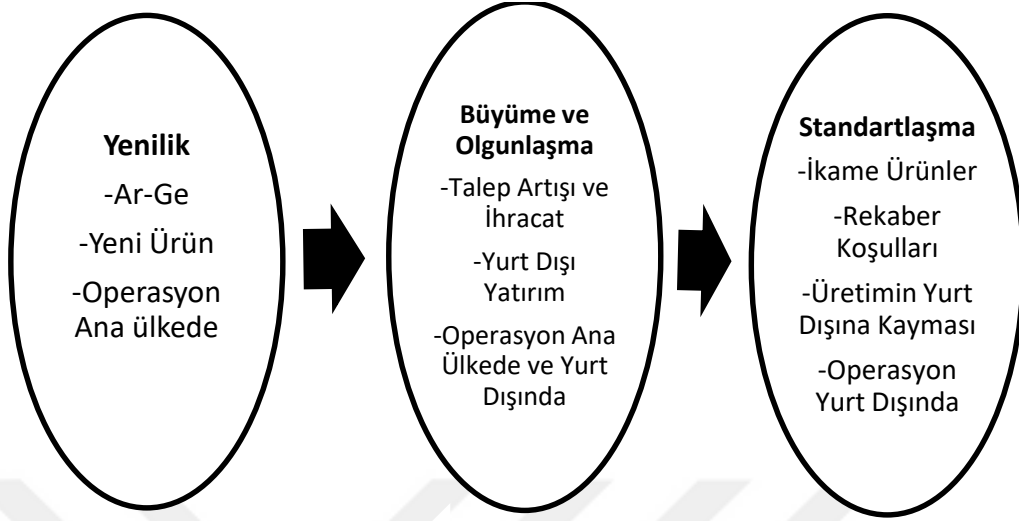 Yenilik
-Ar-Ge
-Yeni Ürün
-Operasyon
Ana ülkede
Büyüme ve
Olgunlaşma
-Talep Artışı ve
İhracat
-Yurt Dışı
Yatırım
-Operasyon Ana
Ülkede ve Yurt
Dışında
Standartlaşma
-İkame Ürünler
-Rekaber
Koşulları
-Üretimin Yurt
Dışına Kayması
-Operasyon
Yurt Dışında